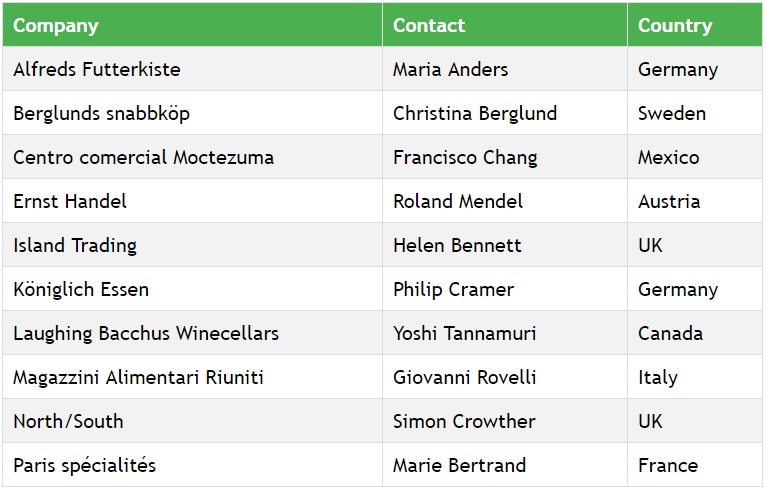 Company Contact Country
Alfreds Futterkiste Maria Anders Germany
Berglunds snabbköp Christina Berglund Sweden
Centro comercial Moctezuma Francisco Chang Mexico
Ernst Handel Roland Mendel Austria
Island Trading Helen Bennett UK
Königlich Essen Philip Cramer Germany
Laughing Bacchus Winecellars Yoshi Tannamuri Canada
Magazzini Alimentari Riuniti Giovanni Rovelli Italy
North/South Simon Crowther UK
Paris spécialités Marie Bertrand France